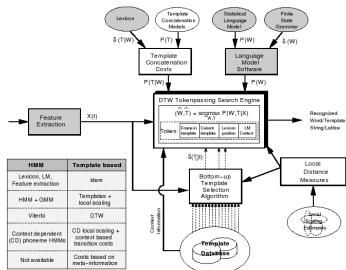 Lexicon
Template
Concatenation
Models
Statistical
Language
Model
Finite
State
Grammar
δ(T|W)
P(T|W)
P(W)
δ(W)
Template
Concatenation
Costs
Language
Model
Software
P(T|W)
P(W)
DTW Tokenpassing Search Engine
(Ŵ,T̂) = argmax P(W,T|X)
W,T
Token:
Frame in template
Current template
Lexicon position
LM Context
Feature
Extraction
X(t)
Recognized
Word/Template
String/Lattice
δ(T|t)
Bottom-up
Template
Selection
Algorithm
Local
Distance
Measures
Local
Scaling Estimates
Context
Information
Template
Database
HMM
Template based
Lexicon, LM,
Feature extraction
idem
HMM + GMM
Templates +
local scaling
Viterbi
DTW
Context dependent
(CD) phoneme HMMs
CD local scaling +
context based
transition costs
Not available
Costs based on
meta-information